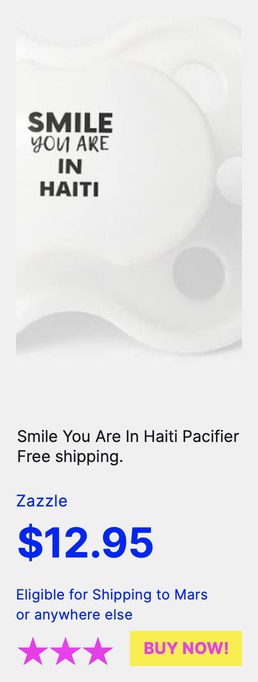 SMILE
YOU ARE
IN
HAITI
Smile You Are In Haiti Pacifier
Free shipping.
Zazzle
$12.95
Eligible for Shipping to Mars
or anywhere else
BUY NOW!